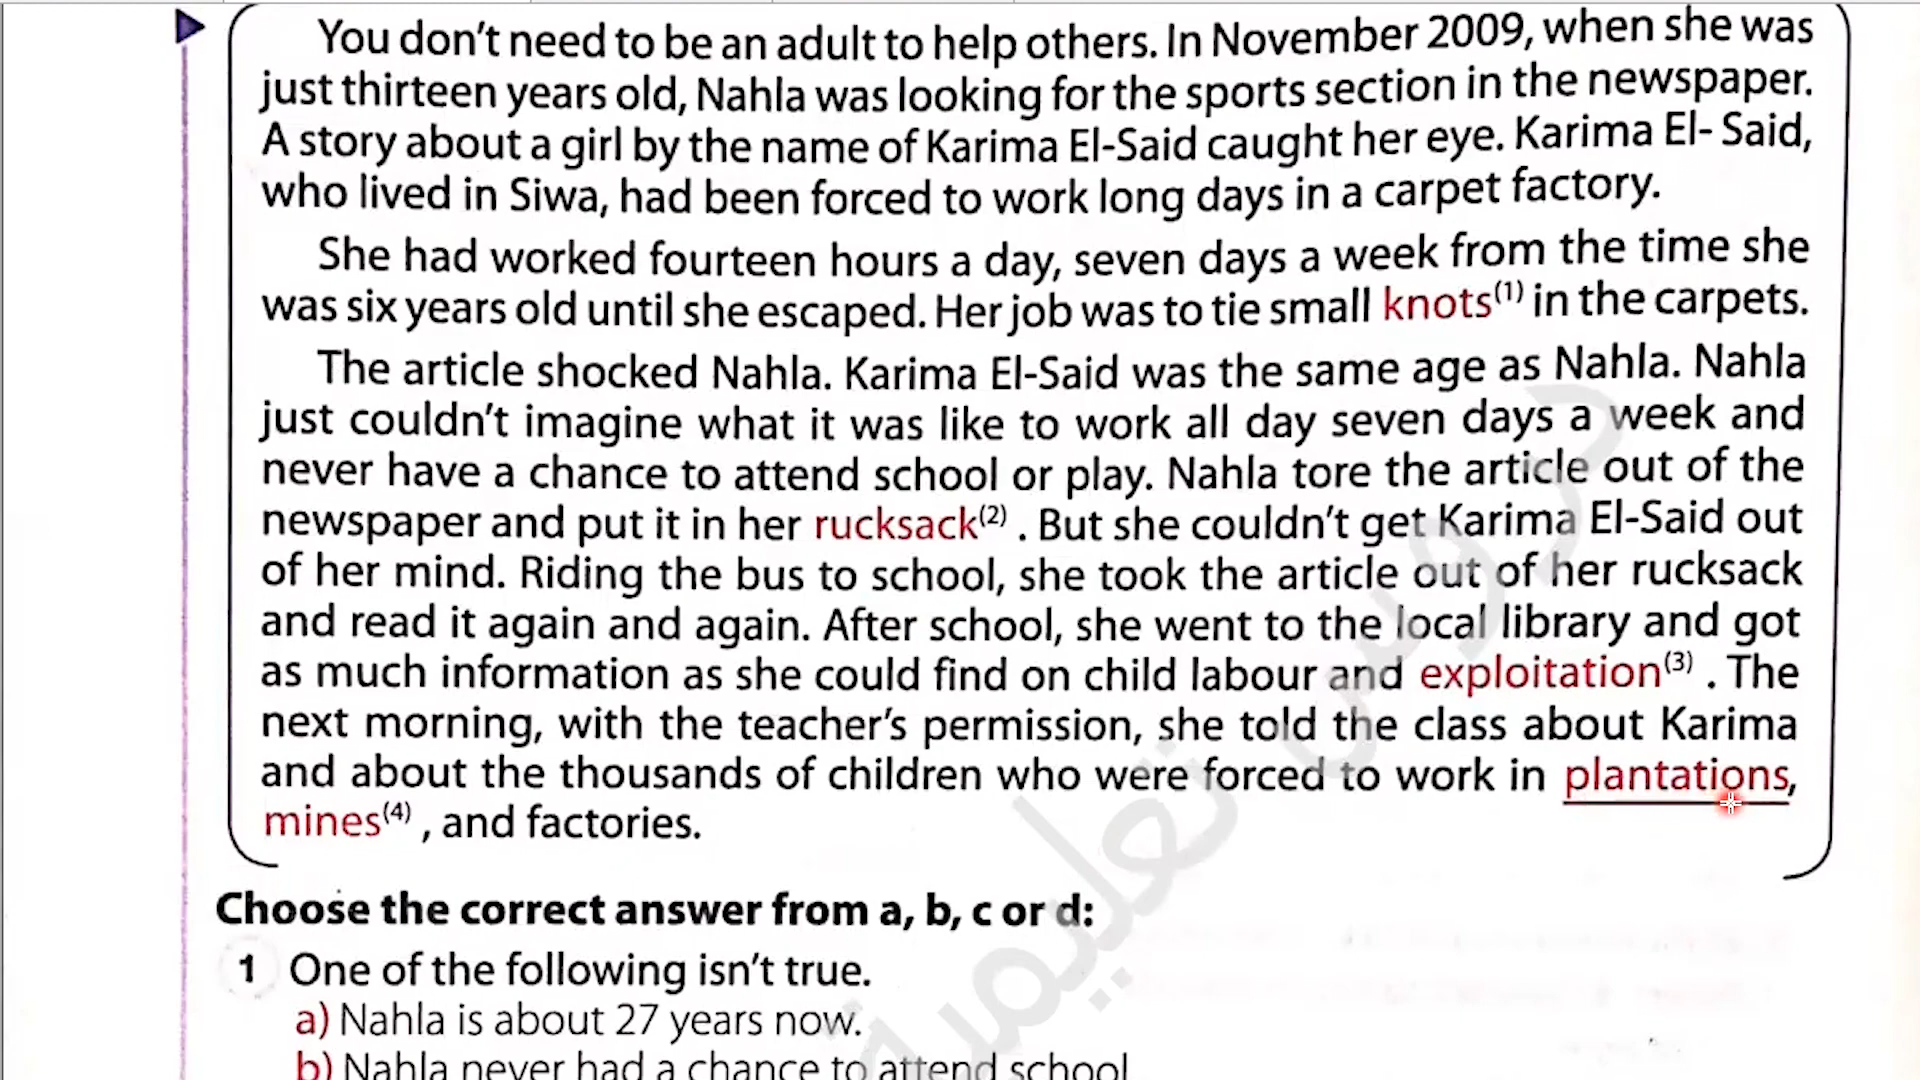 You don't need to be an adult to help others. In November 2009, when she was
just thirteen years old, Nahla was looking for the sports section in the newspaper.
A story about a girl by the name of Karima El-Said caught her eye. Karima El- Said,
who lived in Siwa, had been forced to work long days in a carpet factory.
She had worked fourteen hours a day, seven days a week from the time she
was six years old until she escaped. Her job was to tie small knots(1) in the carpets.
The article shocked Nahla. Karima El-Said was the same age as Nahla. Nahla
just couldn't imagine what it was like to work all day seven days a week and
never have a chance to attend school or play. Nahla tore the article out of the
newspaper and put it in her rucksack(2) . But she couldn't get Karima El-Said out
of her mind. Riding the bus to school, she took the article out of her rucksack
and read it again and again. After school, she went to the local library and got
as much information as she could find on child labour and exploitation(3) . The
next morning, with the teacher's permission, she told the class about Karima
and about the thousands of children who were forced to work in plantations,
mines(4) , and factories.
Choose the correct answer from a, b, c or d:
1 One of the following isn't true.
a) Nahla is about 27 years now.
b) Nahla never had a chance to attend school
دروس تعليمية